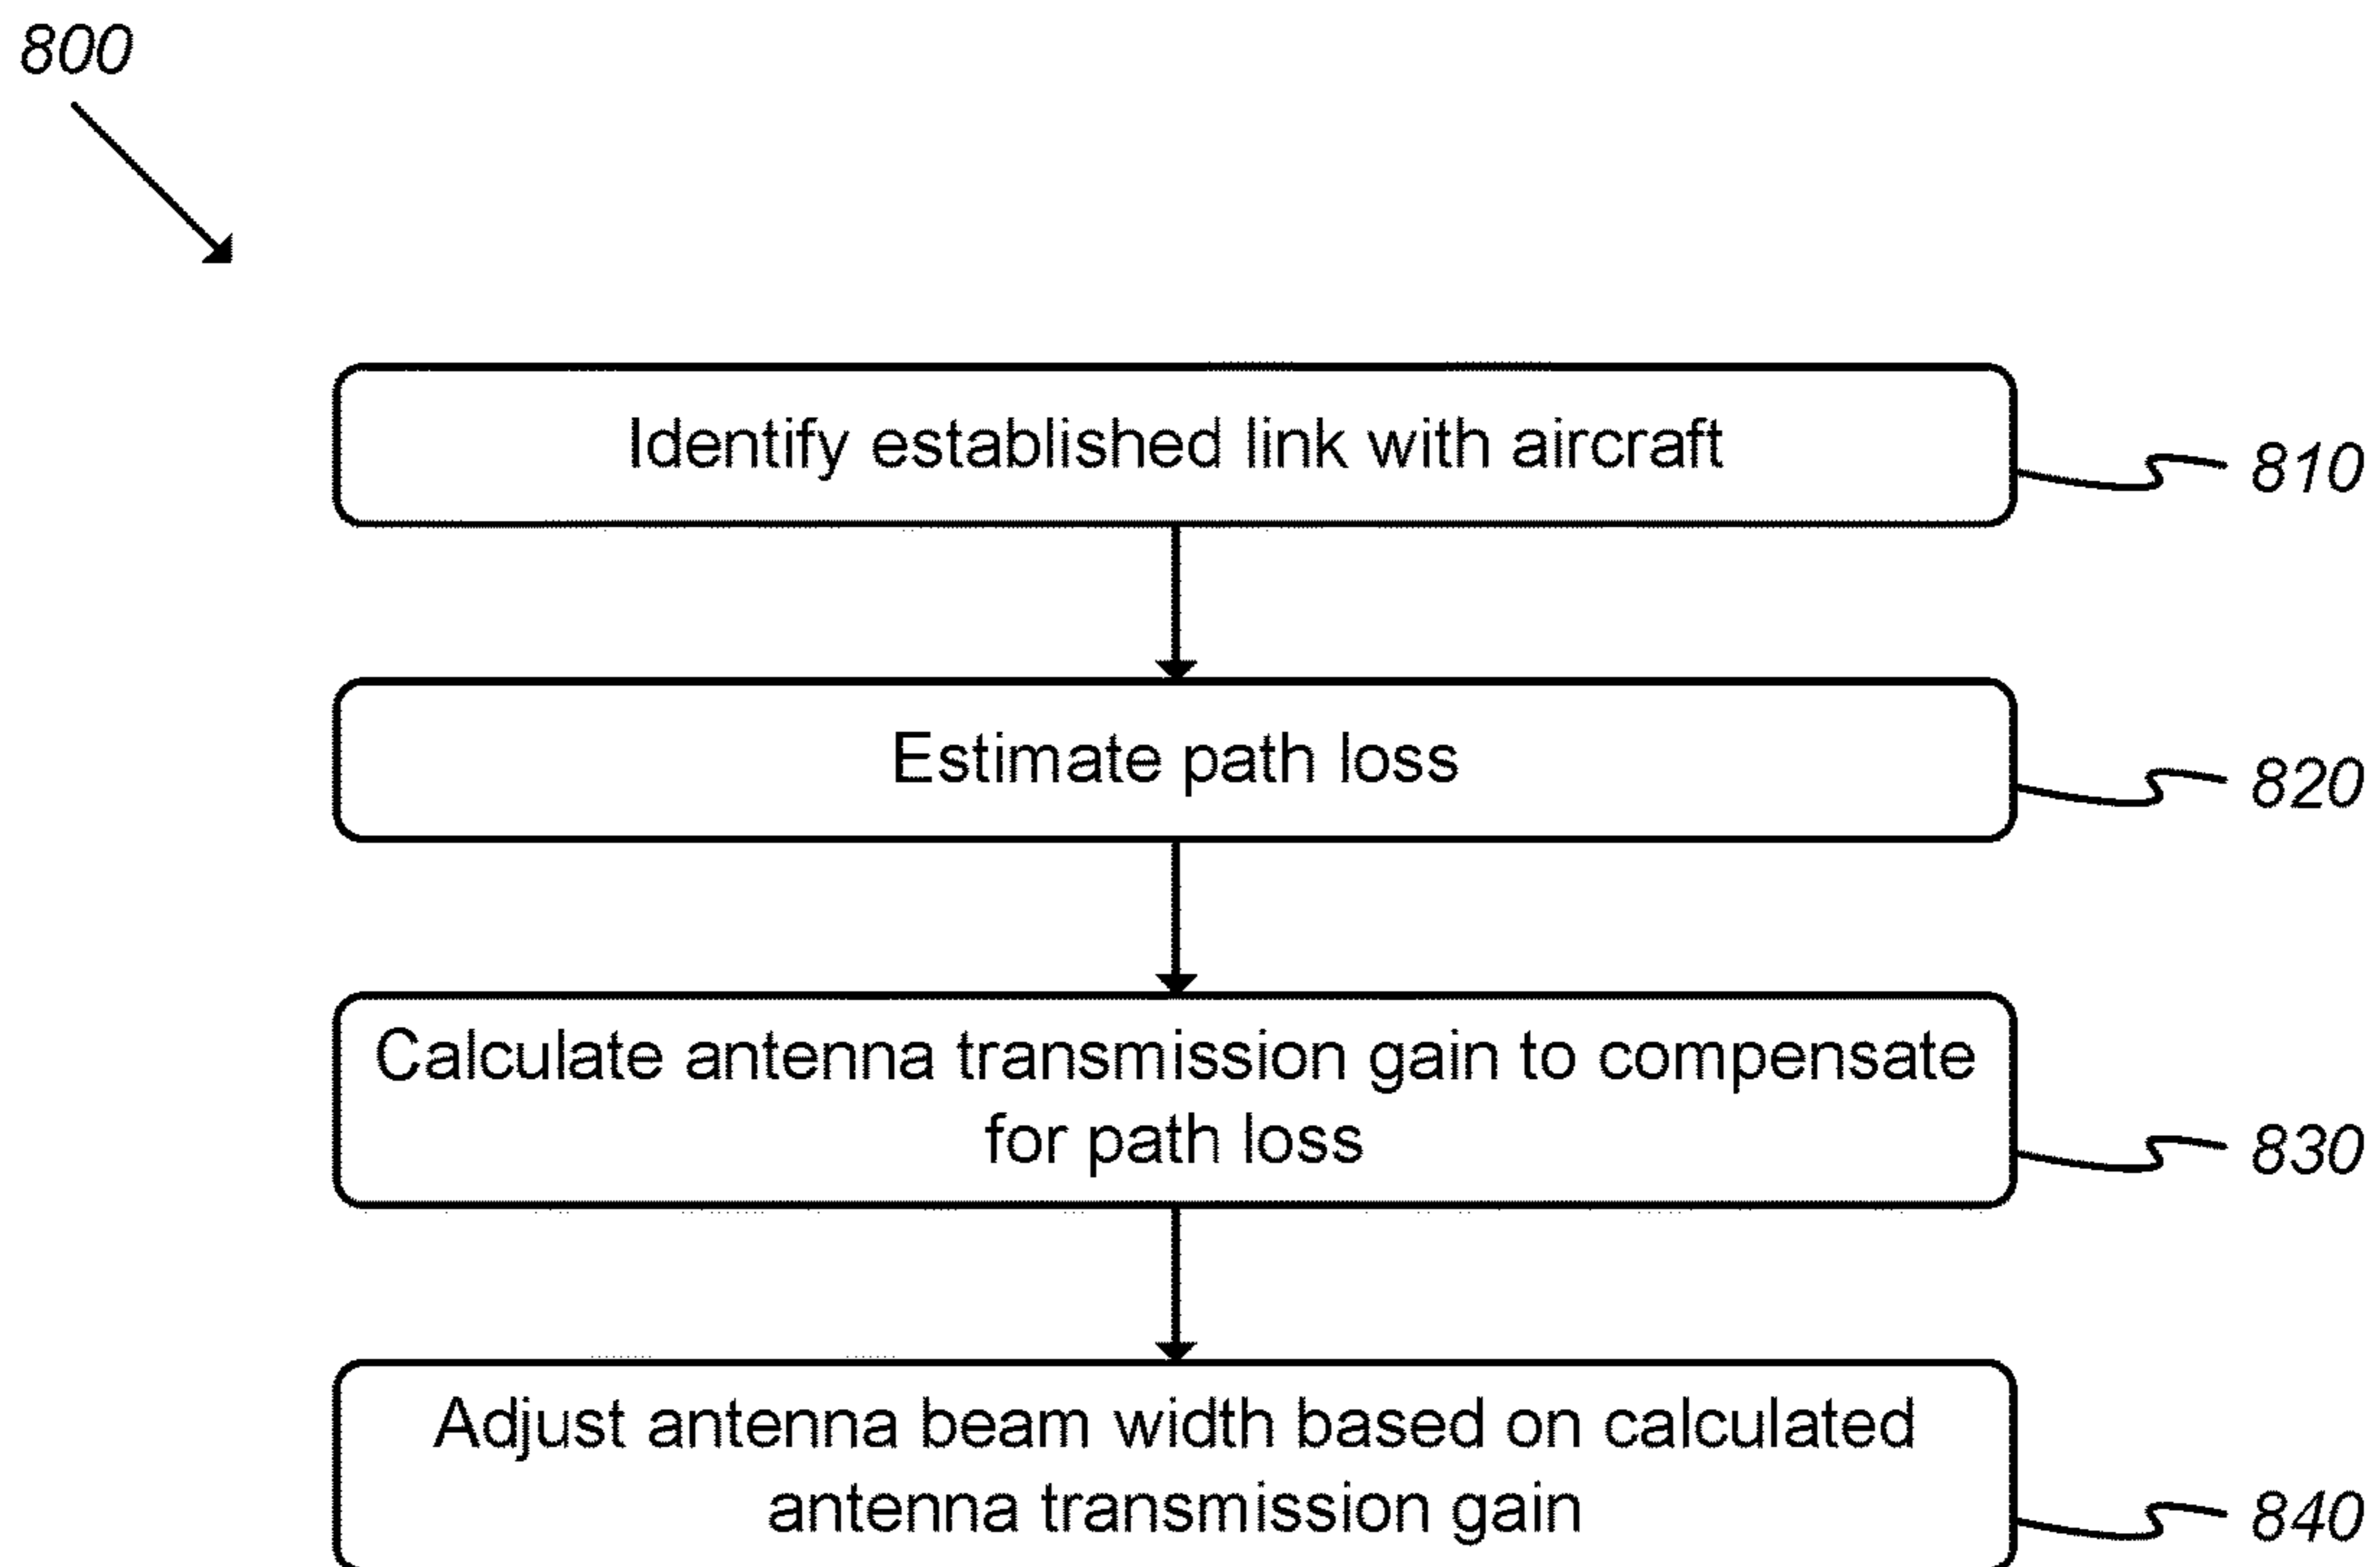 800
Identify established link with aircraft
810
Estimate path loss
820
Calculate antenna transmission gain to compensate
for path loss
830
Adjust antenna beam width based on calculated
antenna transmission gain
840